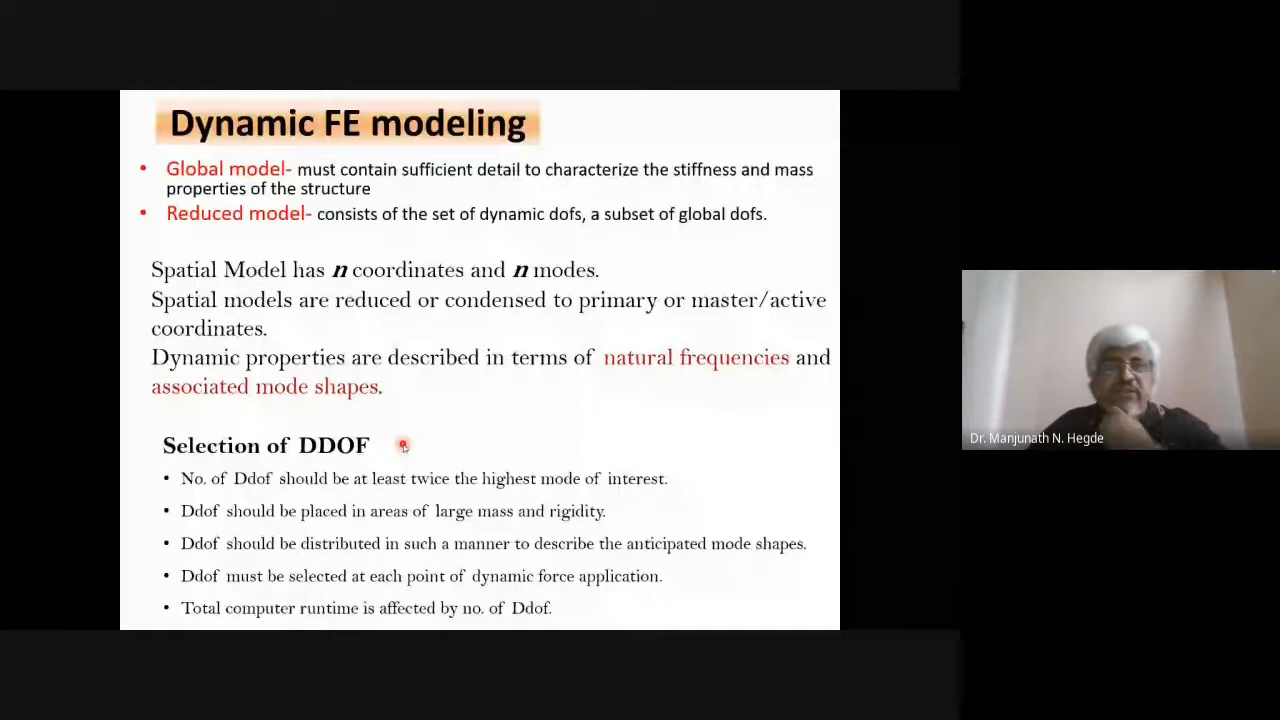 Dynamic FE modeling
• Global model- must contain sufficient detail to characterize the stiffness and mass
properties of the structure
• Reduced model- consists of the set of dynamic dofs, a subset of global dofs.
Spatial Model has n coordinates and n modes.
Spatial models are reduced or condensed to primary or master/active
coordinates.
Dynamic properties are described in terms of natural frequencies and
associated mode shapes.
Selection of DDOF
• No. of Ddof should be at least twice the highest mode of interest.
• Ddof should be placed in areas of large mass and rigidity.
• Ddof should be distributed in such a manner to describe the anticipated mode shapes.
• Ddof must be selected at each point of dynamic force application.
• Total computer runtime is affected by no. of Ddof.
Dr. Manjunath N. Hegde